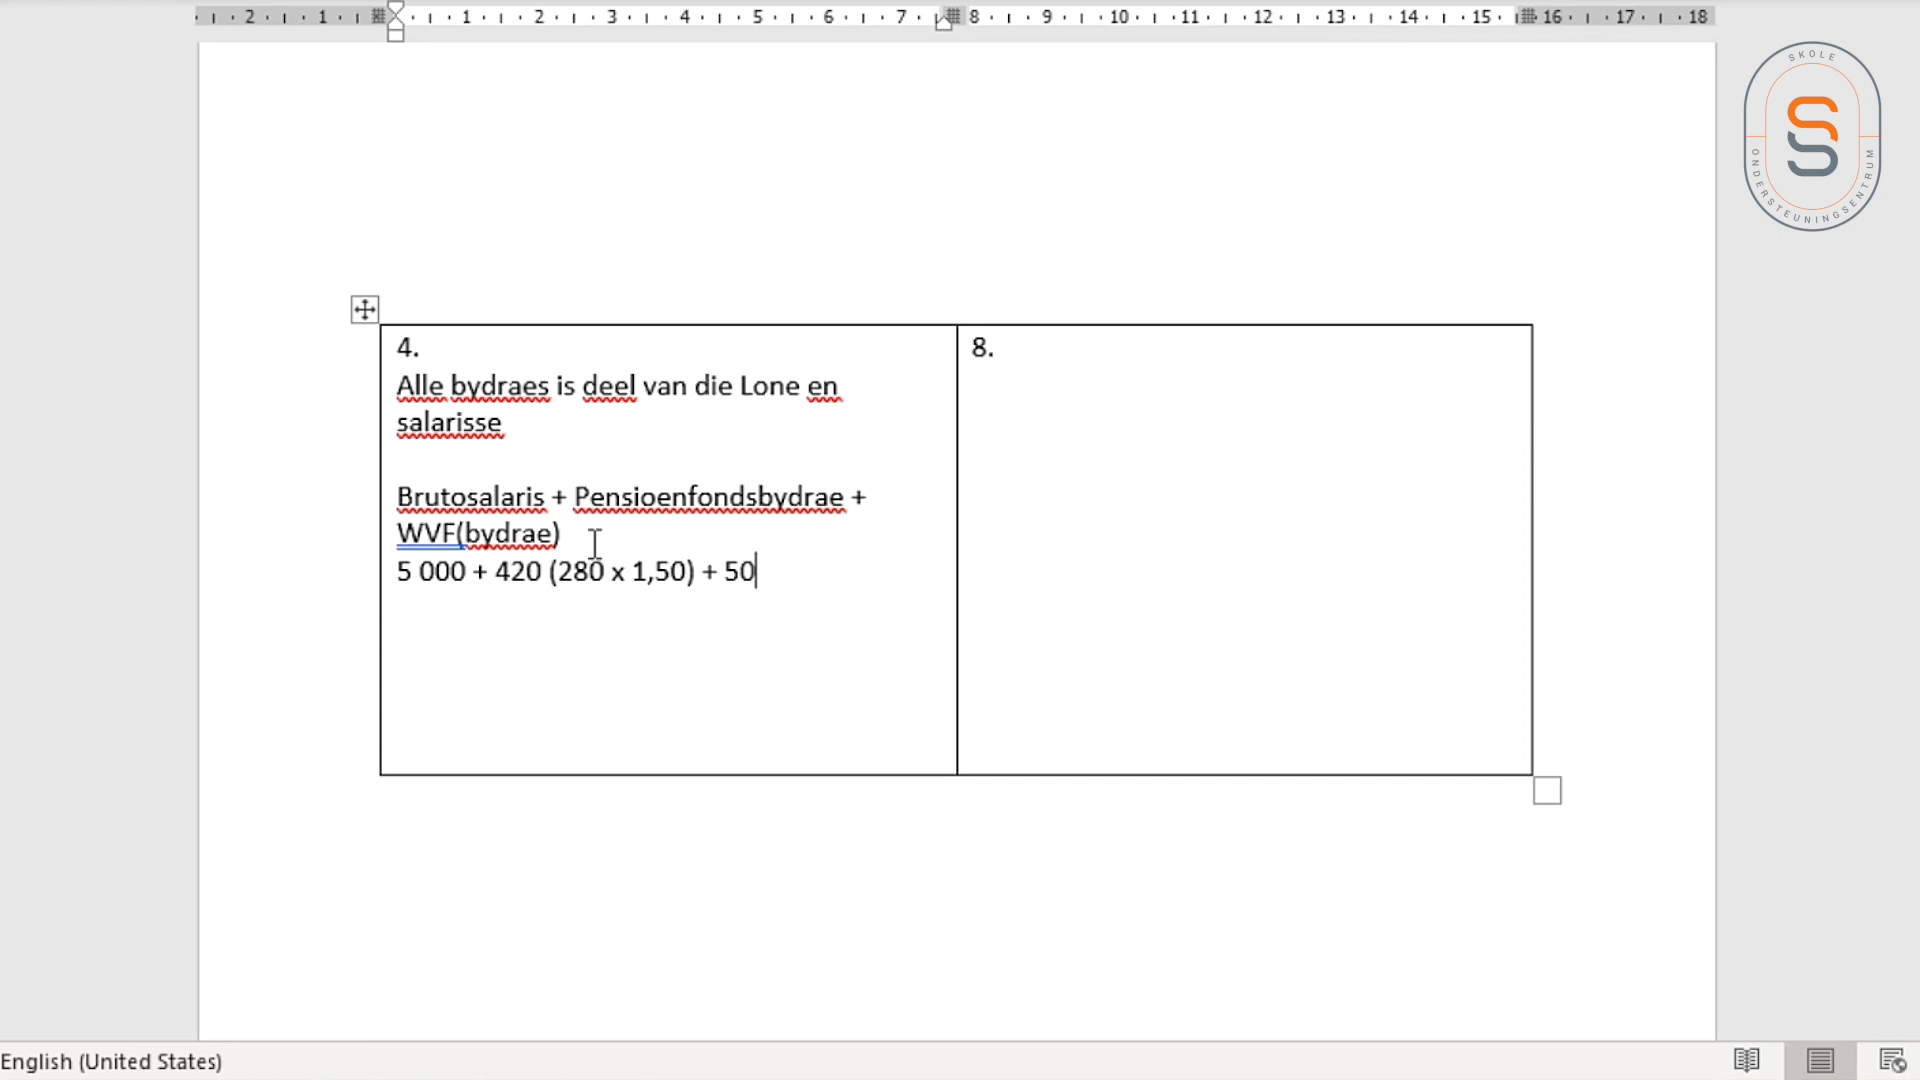 2 1 1 2 3 4 5 6 7 8 9 10 11 12 13 14 15 16 17 18
SKOLE
ONDERSTEUNINGSENTRUM
4.
Alle bydraes is deel van die Lone en
salarisse
Brutosalaris + Pensioenfondsbydrae +
WVF(bydrae)
5 000 + 420 (280 x 1,50) + 50
8.
English (United States)